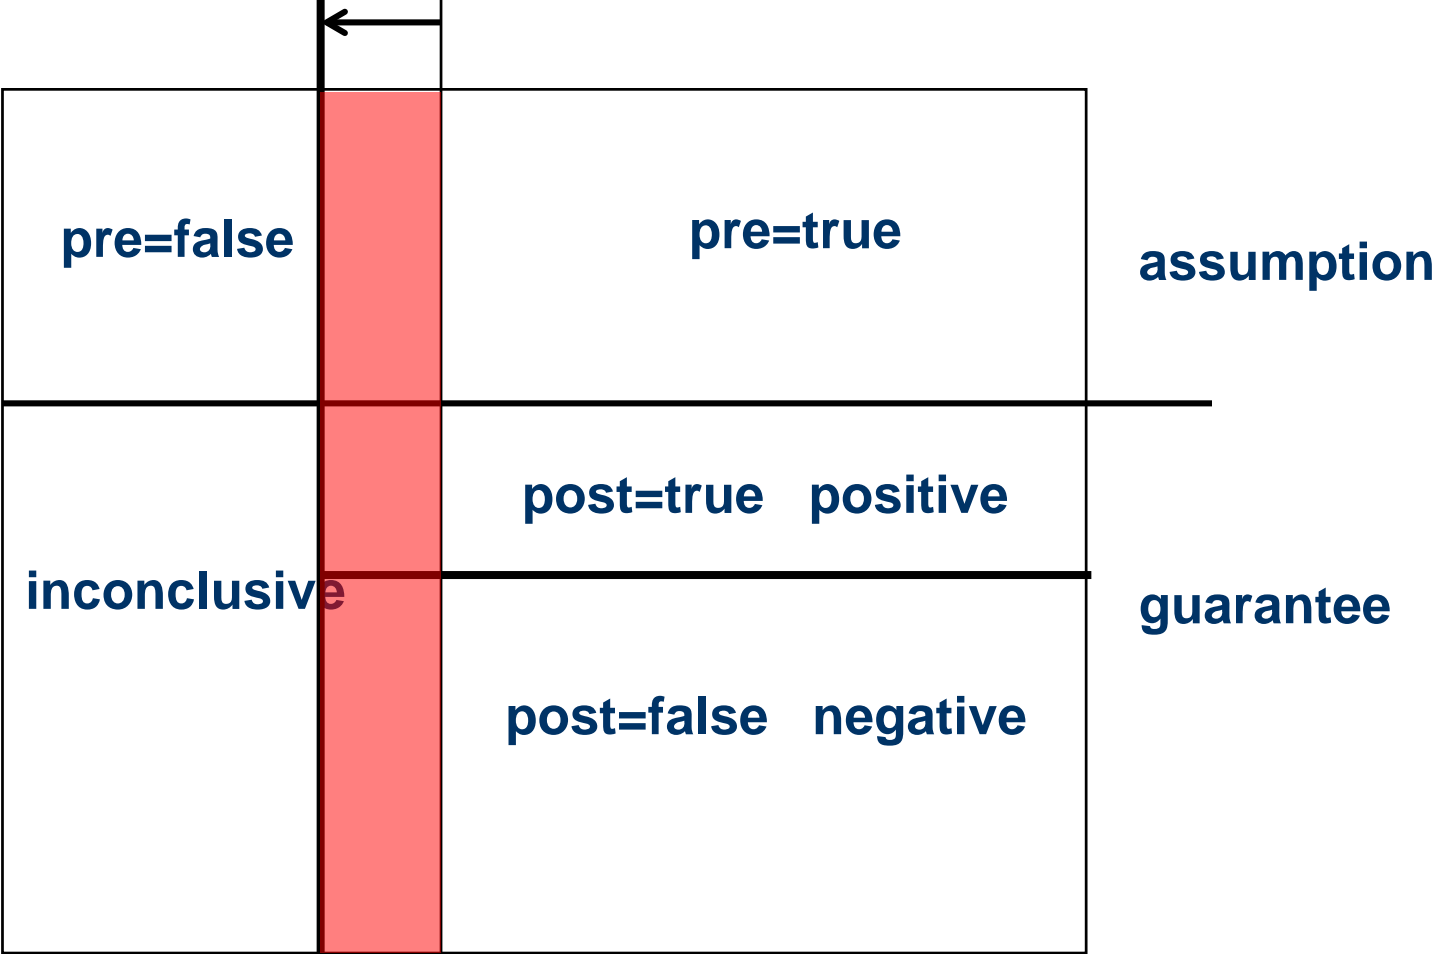 pre=false
pre=true
assumption
post=true positive
inconclusive
guarantee
post=false negative